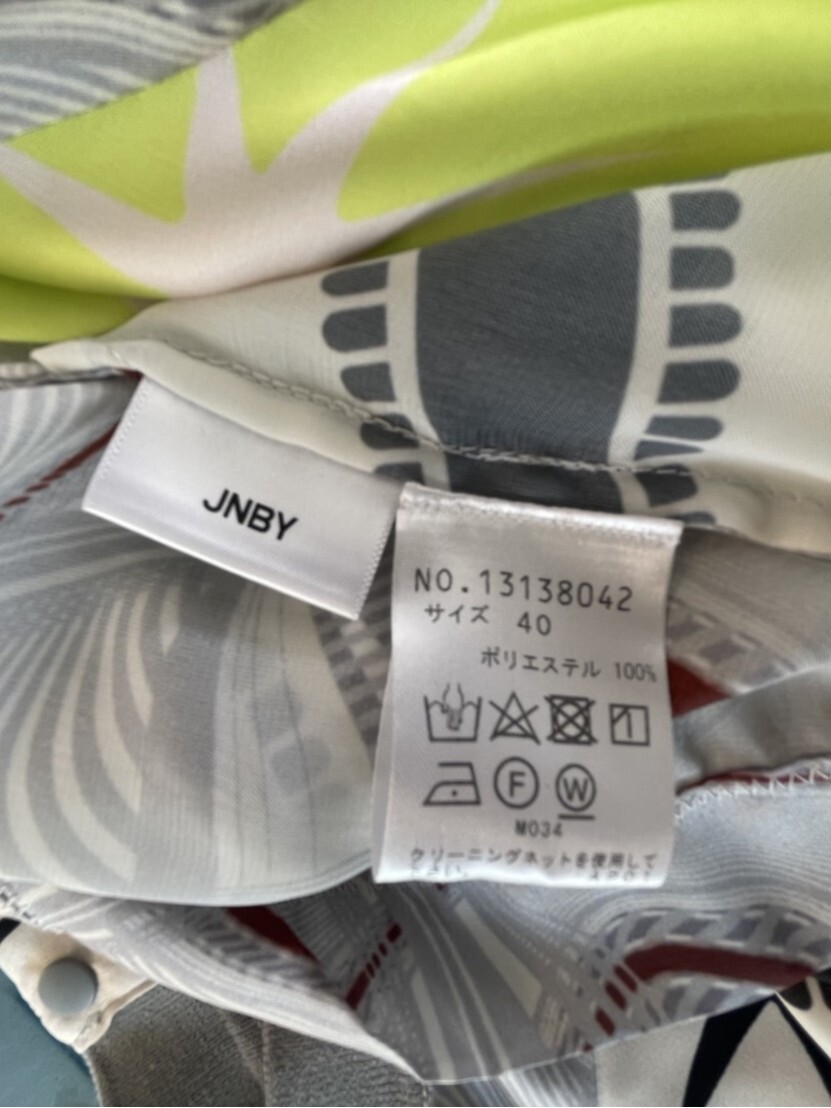 JNBY
NO.13138042
サイズ 40
ポリエステル 100%
F
W
M034
クリーニングネットを使用して